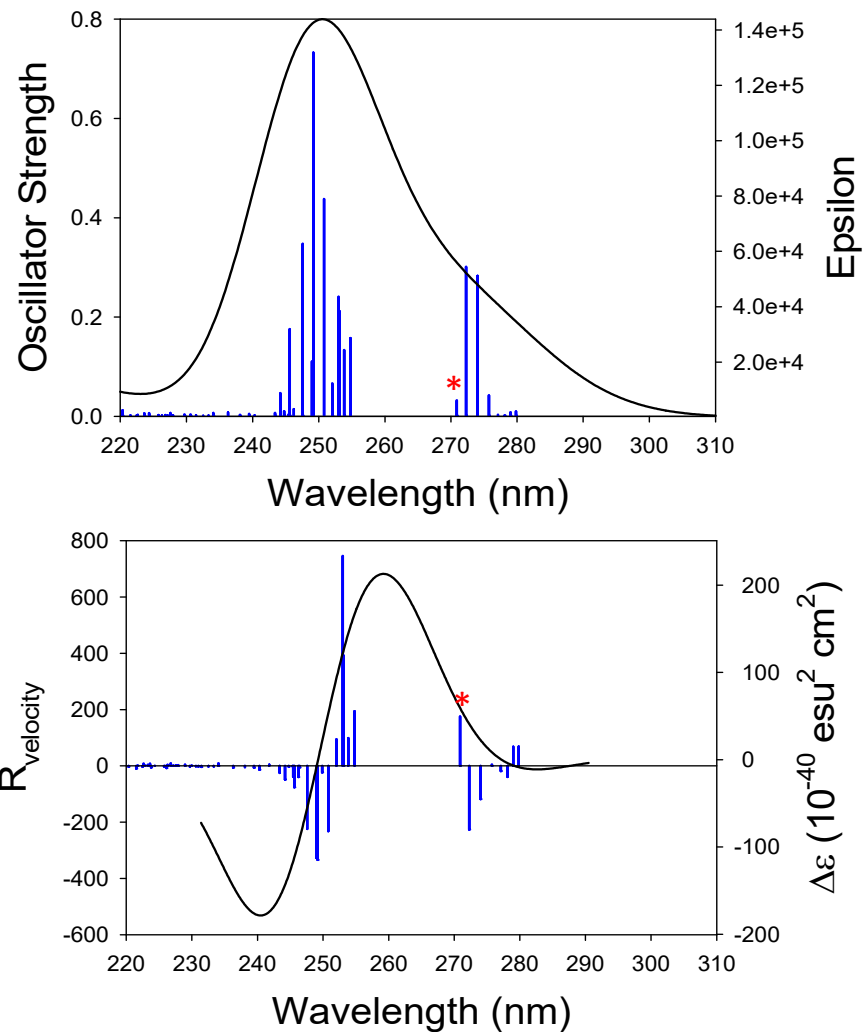 0.8
0.6
0.4
0.2
0.0
Oscillator Strength
1.4e+5
1.2e+5
1.0e+5
8.0e+4
6.0e+4
4.0e+4
2.0e+4
Epsilon
*
220 230 240 250 260 270 280 290 300 310
Wavelength (nm)
800
600
400
200
0
-200
-400
-600
Rvelocity
200
100
0
-100
-200
Δε (10⁻⁴⁰ esu² cm²)
*
220 230 240 250 260 270 280 290 300 310
Wavelength (nm)